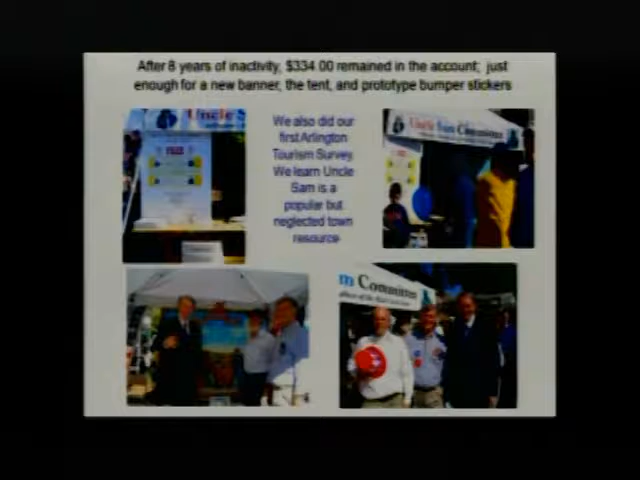 After 8 years of inactivity, $334.00 remained in the account; just
enough for a new banner, the tent, and prototype bumper stickers
Uncle S
We also did our
first Arlington
Tourism Survey.
We learn Uncle
Sam is a
popular but
neglected town
resource
Uncle Sam Committee
m Committee